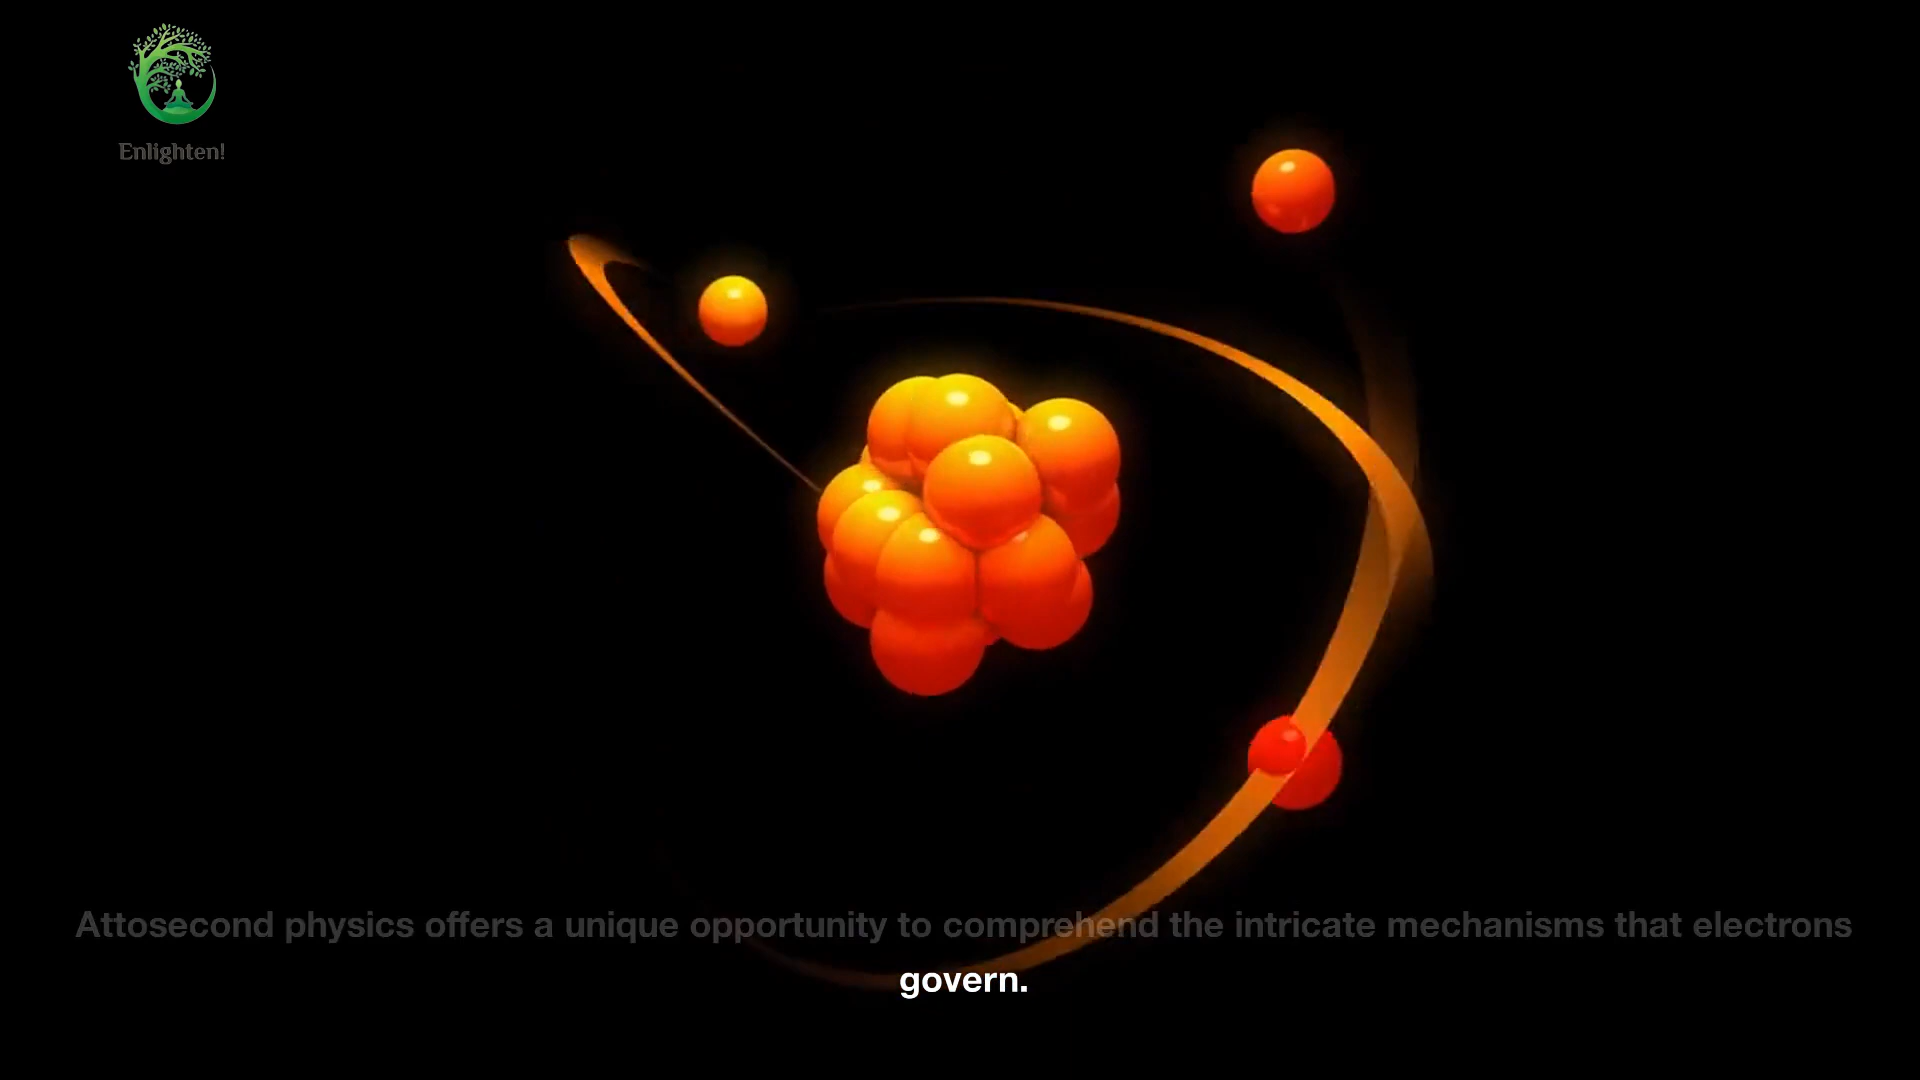 Enlighten!
Attosecond physics offers a unique opportunity to comprehend the intricate mechanisms that electrons
govern.